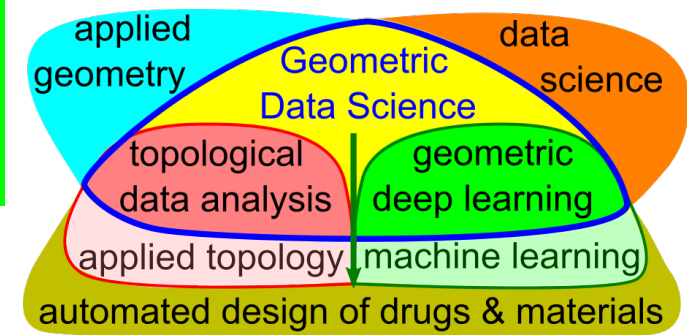 applied
geometry
data
science
Geometric
Data Science
topological
data analysis
geometric
deep learning
applied topology
machine learning
automated design of drugs & materials